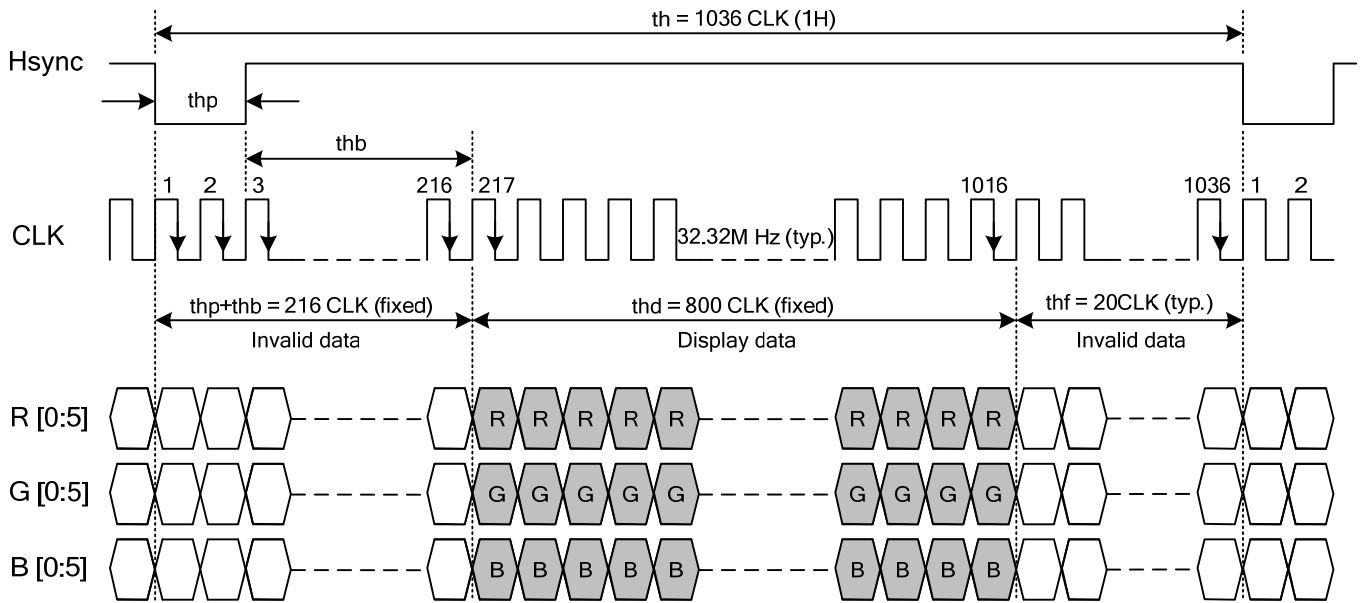 th = 1036 CLK (1H)
Hsync
thp
thb
1 2 3 216 217 1016 1036 1 2
CLK
32.32M Hz (typ.)
thp+thb = 216 CLK (fixed) thd = 800 CLK (fixed) thf = 20CLK (typ.)
Invalid data Display data Invalid data
R [0:5] R R R R R R R R R
G [0:5] G G G G G G G G G
B [0:5] B B B B B B B B B